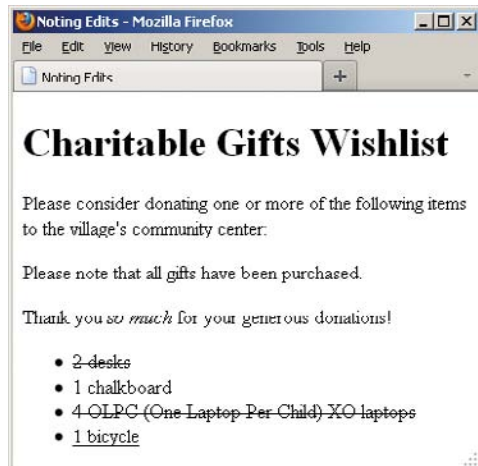 Noting Edits - Mozilla Firefox
File Edit View History Bookmarks Tools Help
Noting Edits
Charitable Gifts Wishlist
Please consider donating one or more of the following items
to the village's community center:
Please note that all gifts have been purchased.
Thank you so much for your generous donations!
2 desks
1 chalkboard
4 OLPC (One Laptop Per Child) XO laptops
1 bicycle